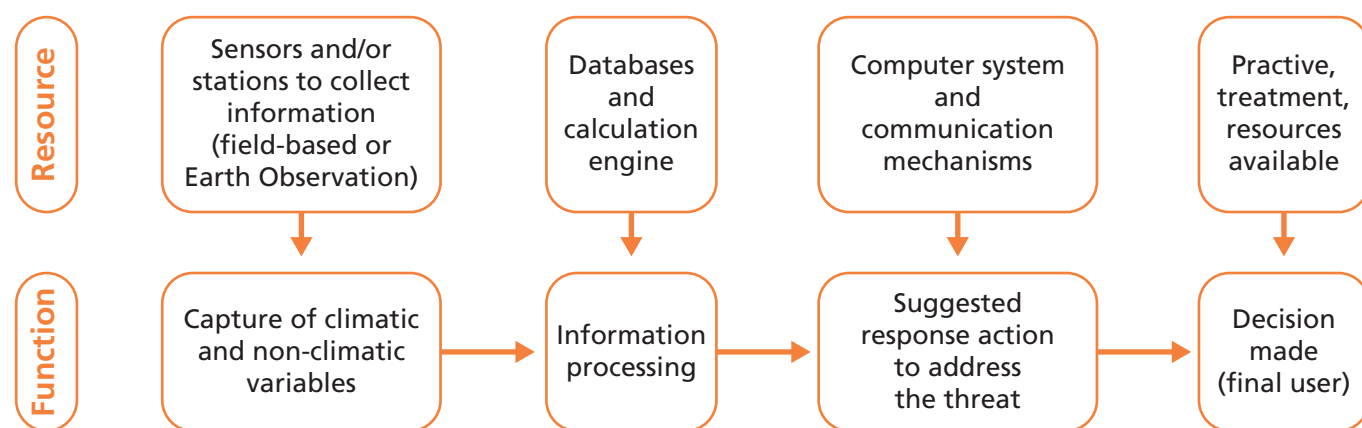 Resource
Sensors and/or
stations to collect
information
(field-based or
Earth Observation)
Databases
and
calculation
engine
Computer system
and
communication
mechanisms
Practive,
treatment,
resources
available
Function
Capture of climatic
and non-climatic
variables
Information
processing
Suggested
response action
to address
the threat
Decision
made
(final user)